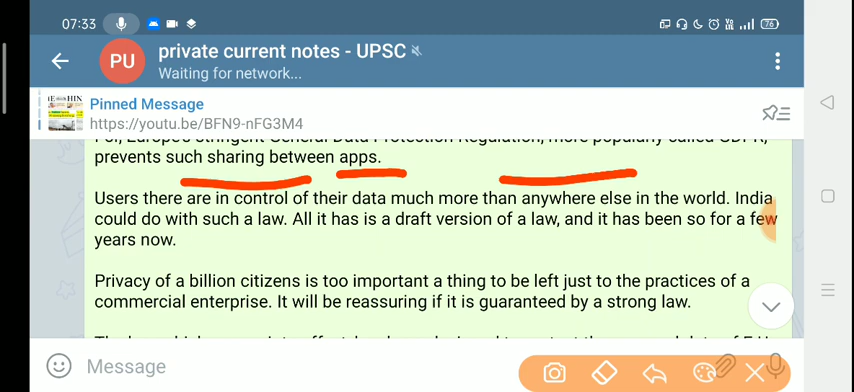 07:33
76
private current notes - UPSC
PU
Waiting for network...
Pinned Message
https://youtu.be/BFN9-nFG3M4
prevents such sharing between apps.
Users there are in control of their data much more than anywhere else in the world. India
could do with such a law. All it has is a draft version of a law, and it has been so for a few
years now.
Privacy of a billion citizens is too important a thing to be left just to the practices of a
commercial enterprise. It will be reassuring if it is guaranteed by a strong law.
Message